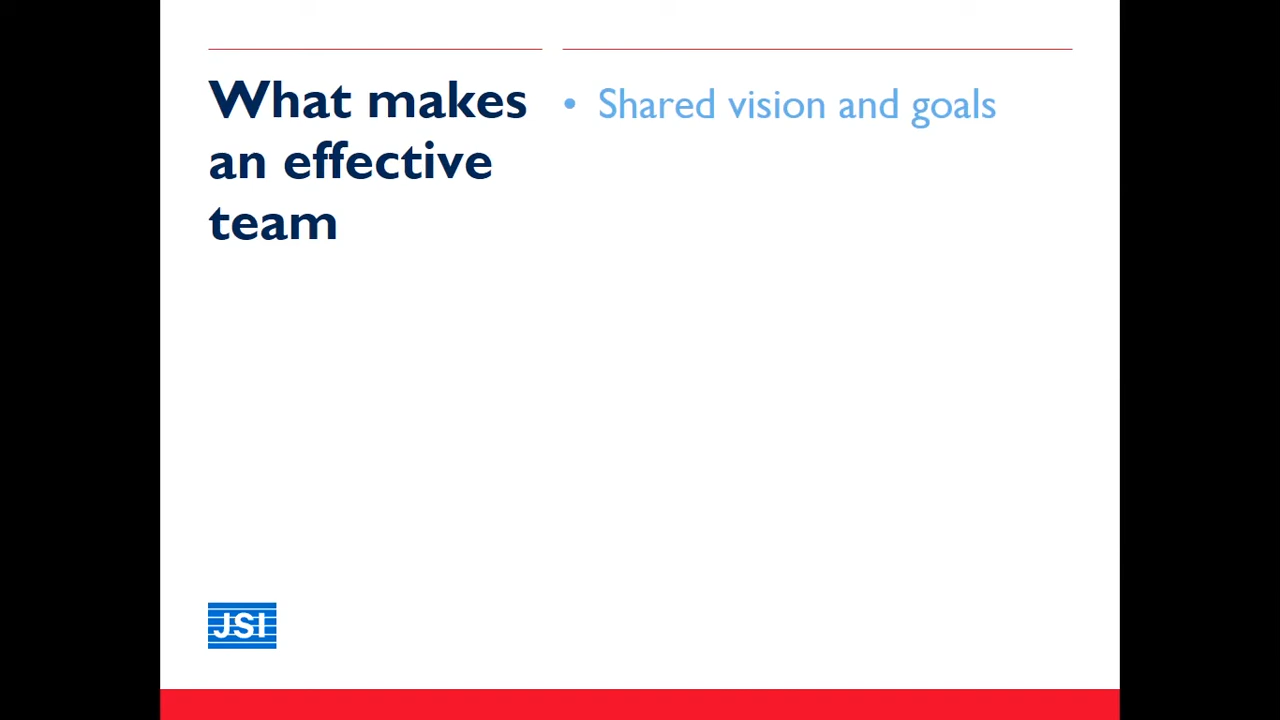 What makes
an effective
team
• Shared vision and goals
JSI